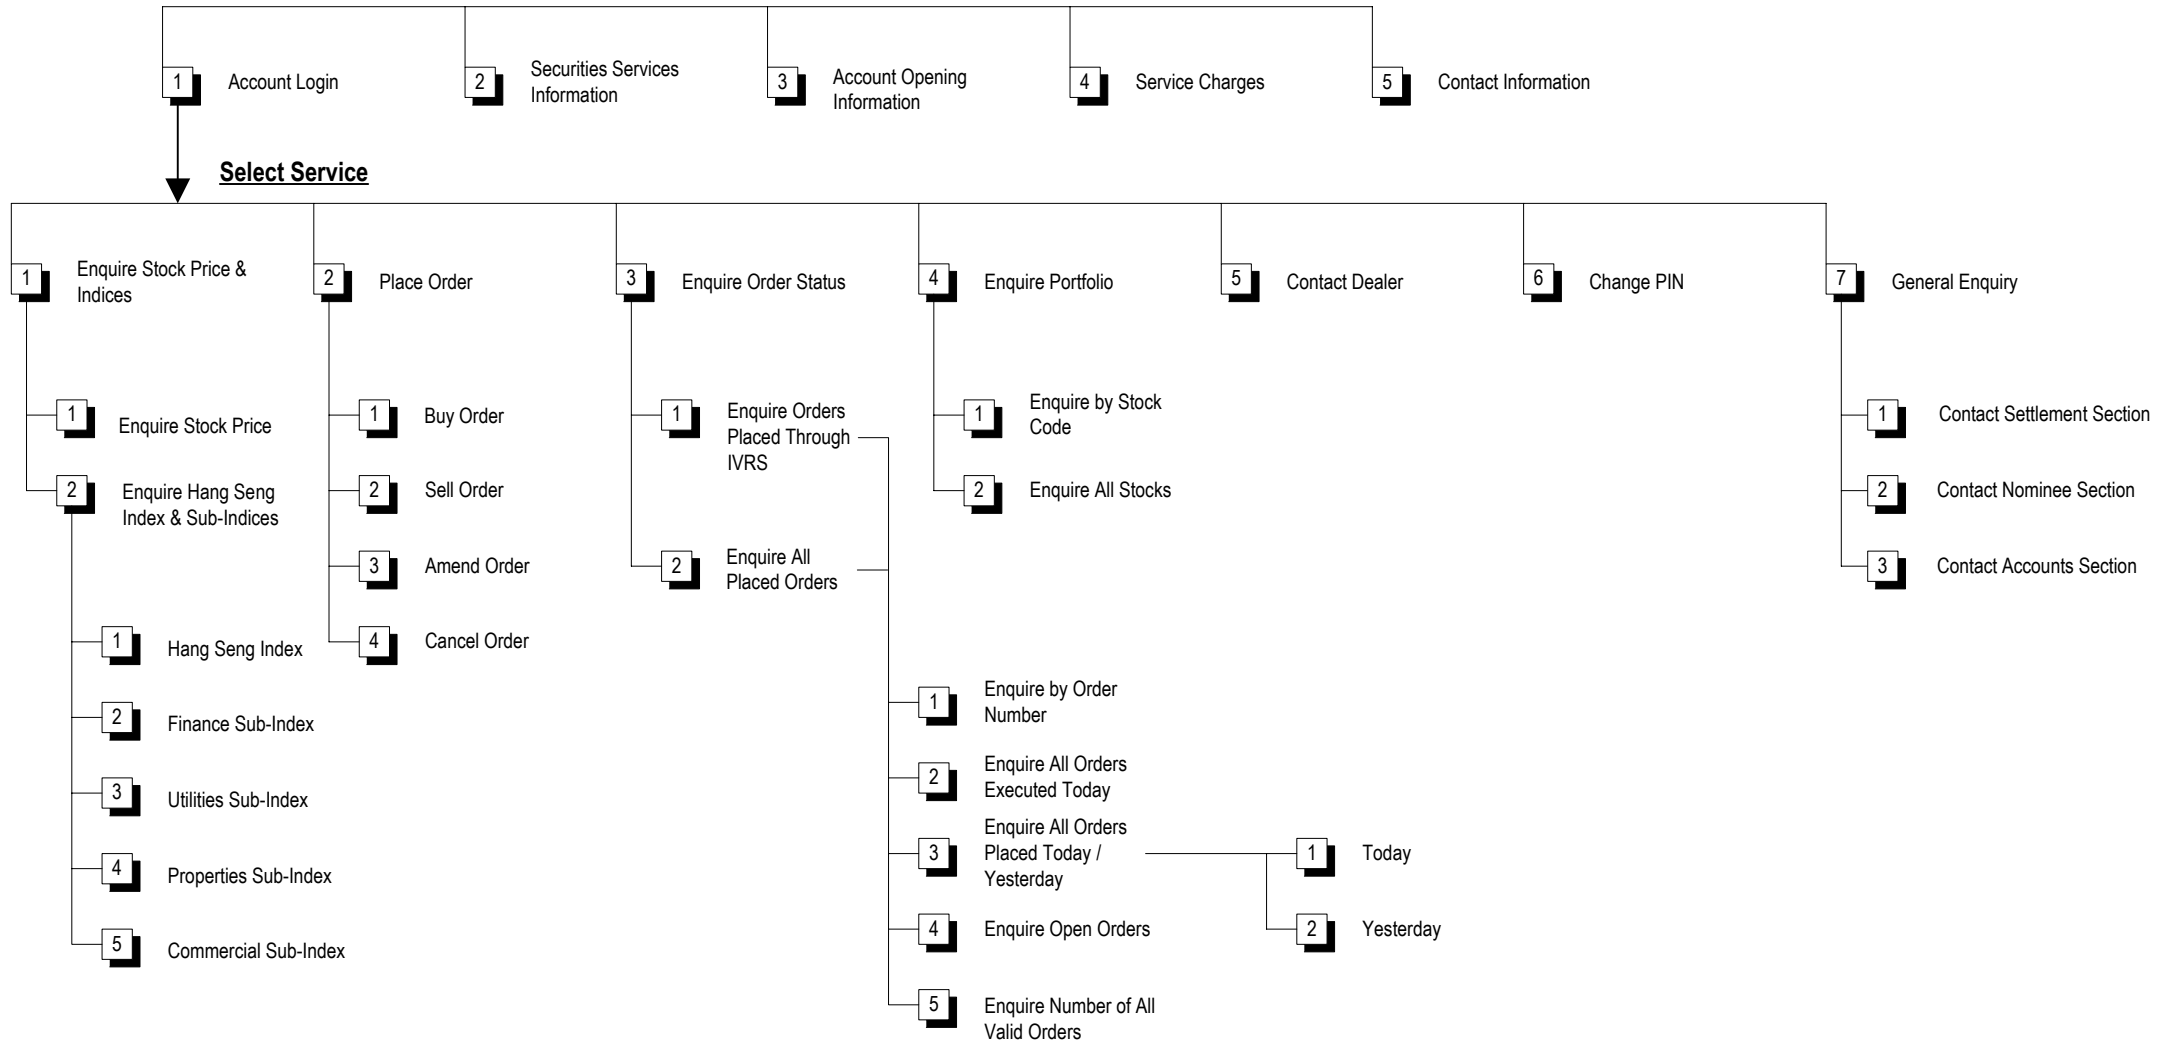 1 Account Login
2 Securities Services
Information
3 Account Opening
Information
4 Service Charges
5 Contact Information
Select Service
1 Enquire Stock Price &
Indices
2 Place Order
3 Enquire Order Status
4 Enquire Portfolio
5 Contact Dealer
6 Change PIN
7 General Enquiry
1 Enquire Stock Price
2 Enquire Hang Seng
Index & Sub-Indices
1 Hang Seng Index
2 Finance Sub-Index
3 Utilities Sub-Index
4 Properties Sub-Index
5 Commercial Sub-Index
1 Buy Order
2 Sell Order
3 Amend Order
4 Cancel Order
1 Enquire Orders
Placed Through
IVRS
2 Enquire All
Placed Orders
1 Enquire by Order
Number
2 Enquire All Orders
Executed Today
3 Enquire All Orders
Placed Today /
Yesterday
1 Today
2 Yesterday
4 Enquire Open Orders
5 Enquire Number of All
Valid Orders
1 Enquire by Stock
Code
2 Enquire All Stocks
1 Contact Settlement Section
2 Contact Nominee Section
3 Contact Accounts Section